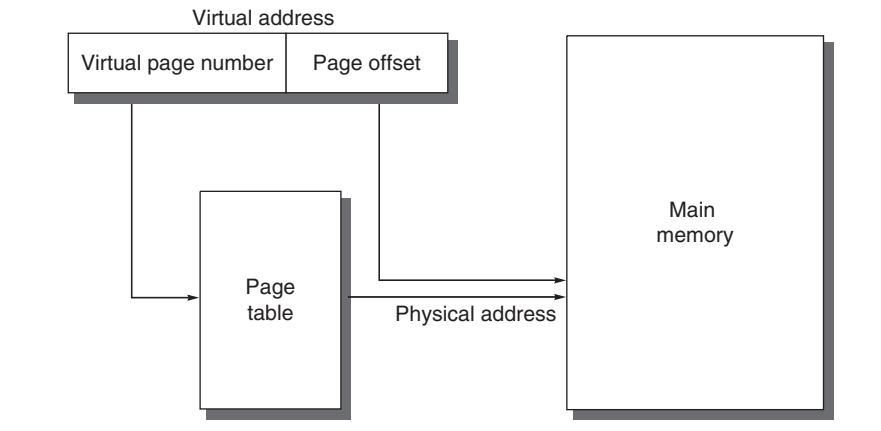 Virtual address
Virtual page number
Page offset
Main
memory
Page
table
Physical address